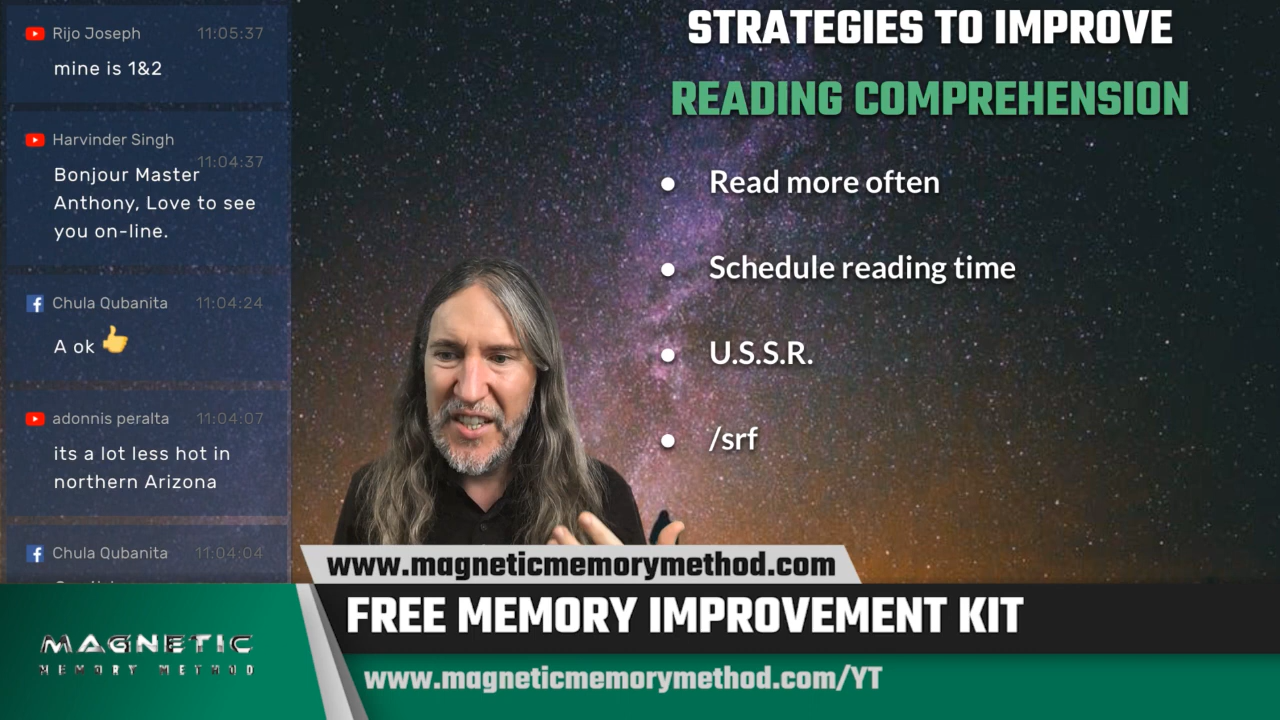 Rijo Joseph 11:05:37
mine is 1&2
Harvinder Singh
11:04:37
Bonjour Master
Anthony, Love to see
you on-line.
Chula Qubanita 11:04:24
A ok 👍
adonnis peralta 11:04:07
its a lot less hot in
northern Arizona
Chula Qubanita 11:04:04
STRATEGIES TO IMPROVE
READING COMPREHENSION
● Read more often
● Schedule reading time
● U.S.S.R.
● /srf
www.magneticmemorymethod.com
FREE MEMORY IMPROVEMENT KIT
www.magneticmemorymethod.com/YT
MAGNETIC
MEMORY METHOD